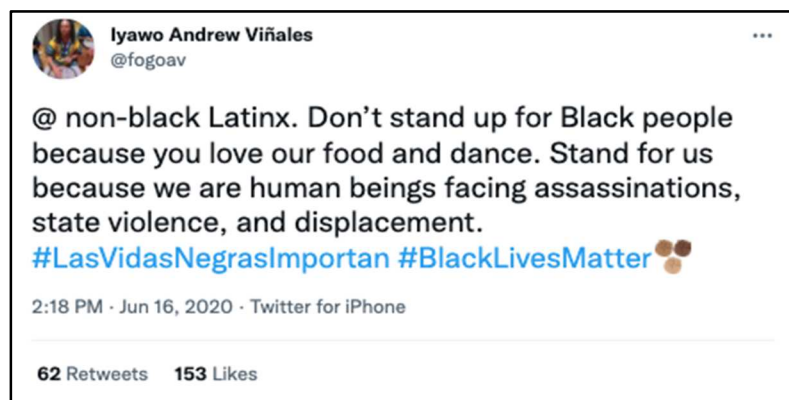 Iyawo Andrew Viñales
@fogoav
@ non-black Latinx. Don’t stand up for Black people
because you love our food and dance. Stand for us
because we are human beings facing assassinations,
state violence, and displacement.
#LasVidasNegrasImportan #BlackLivesMatter
2:18 PM · Jun 16, 2020 · Twitter for iPhone
62 Retweets 153 Likes